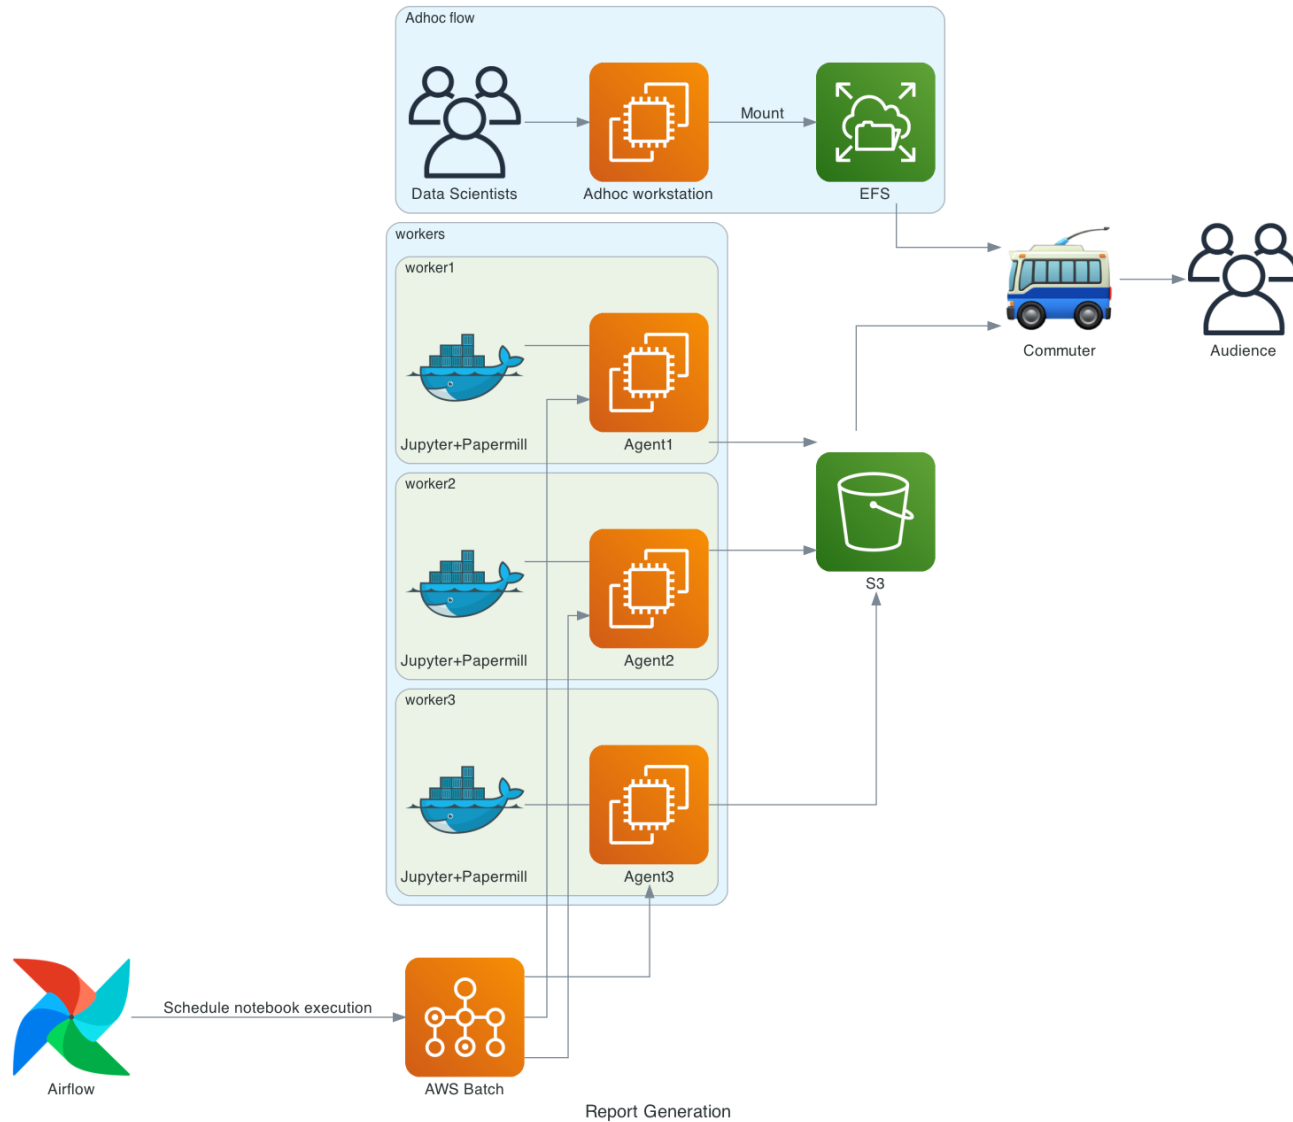 Adhoc flow
Data Scientists
Adhoc workstation
Mount
EFS
workers
worker1
Jupyter+Papermill
Agent1
worker2
Jupyter+Papermill
Agent2
worker3
Jupyter+Papermill
Agent3
S3
Commuter
Audience
Airflow
Schedule notebook execution
AWS Batch
Report Generation